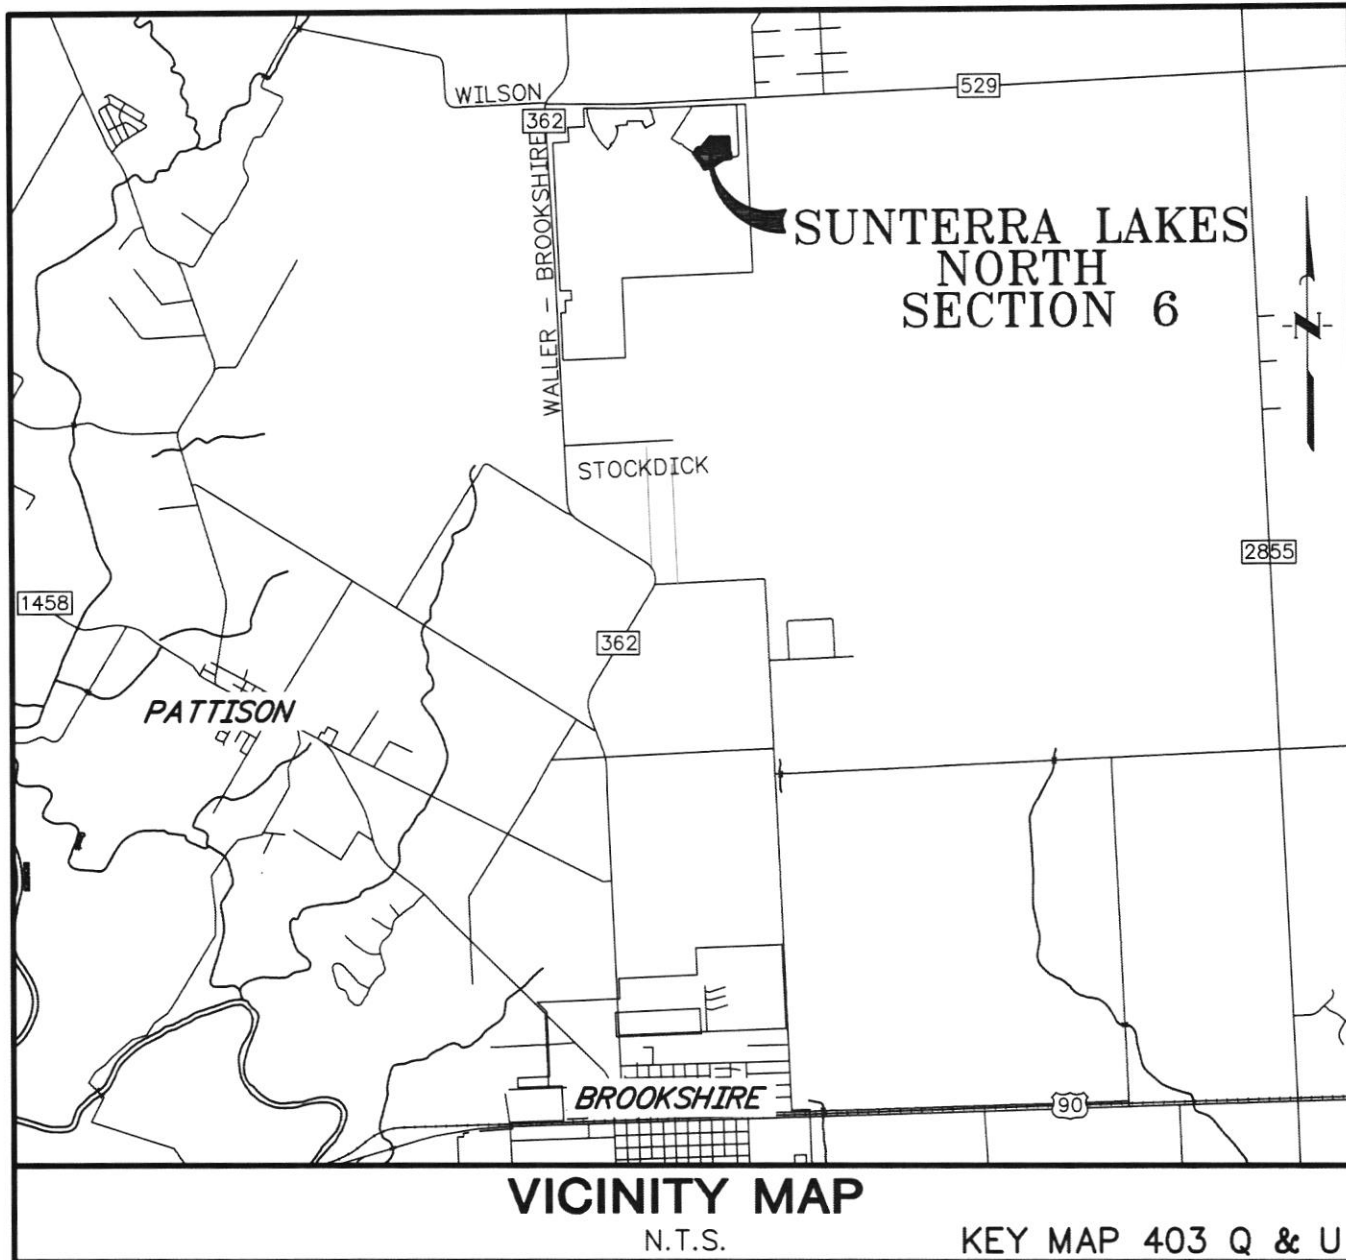 WILSON
529
362
WALLER - BROOKSHIRE
SUNTERRA LAKES
NORTH
SECTION 6
N
STOCKDICK
2855
1458
362
PATTISON
BROOKSHIRE
90
VICINITY MAP
N.T.S.
KEY MAP 403 Q & U